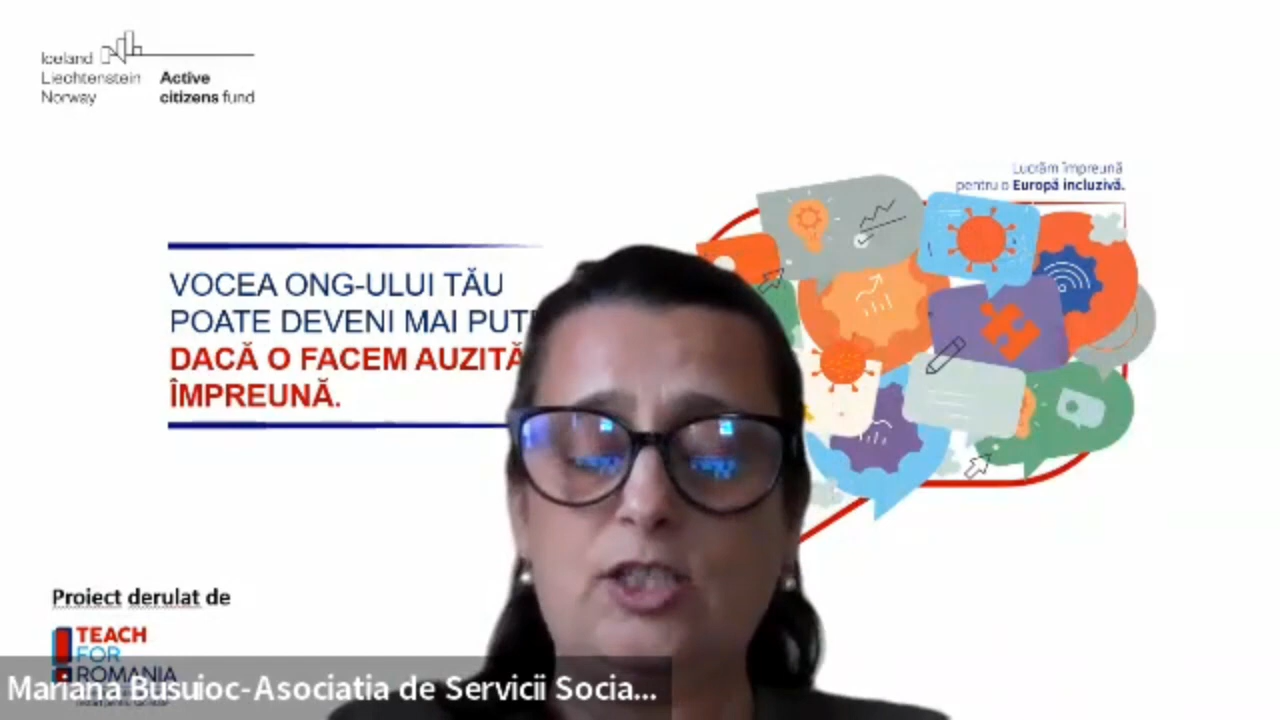 Iceland
Liechtenstein Active
Norway citizens fund
Lucrăm împreună
pentru o Europă incluzivă.
VOCEA ONG-ULUI TĂU
POATE DEVENI MAI PUT
DACĂ O FACEM AUZITĂ
ÎMPREUNĂ.
Proiect derulat de
TEACH
FOR
ROMANIA
Mariana Busuioc-Asociatia de Servicii Socia...